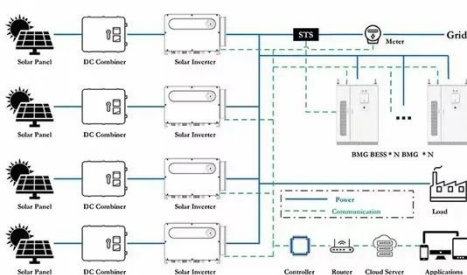 STS
Meter
Grid
Solar Panel
DC Combiner
Solar Inverter
BMG BESS * N BMG * N
Solar Panel
DC Combiner
Solar Inverter
Solar Panel
DC Combiner
Solar Inverter
Power
Communication
Load
Solar Panel
DC Combiner
Solar Inverter
Controller
Router
Cloud Server
Applications